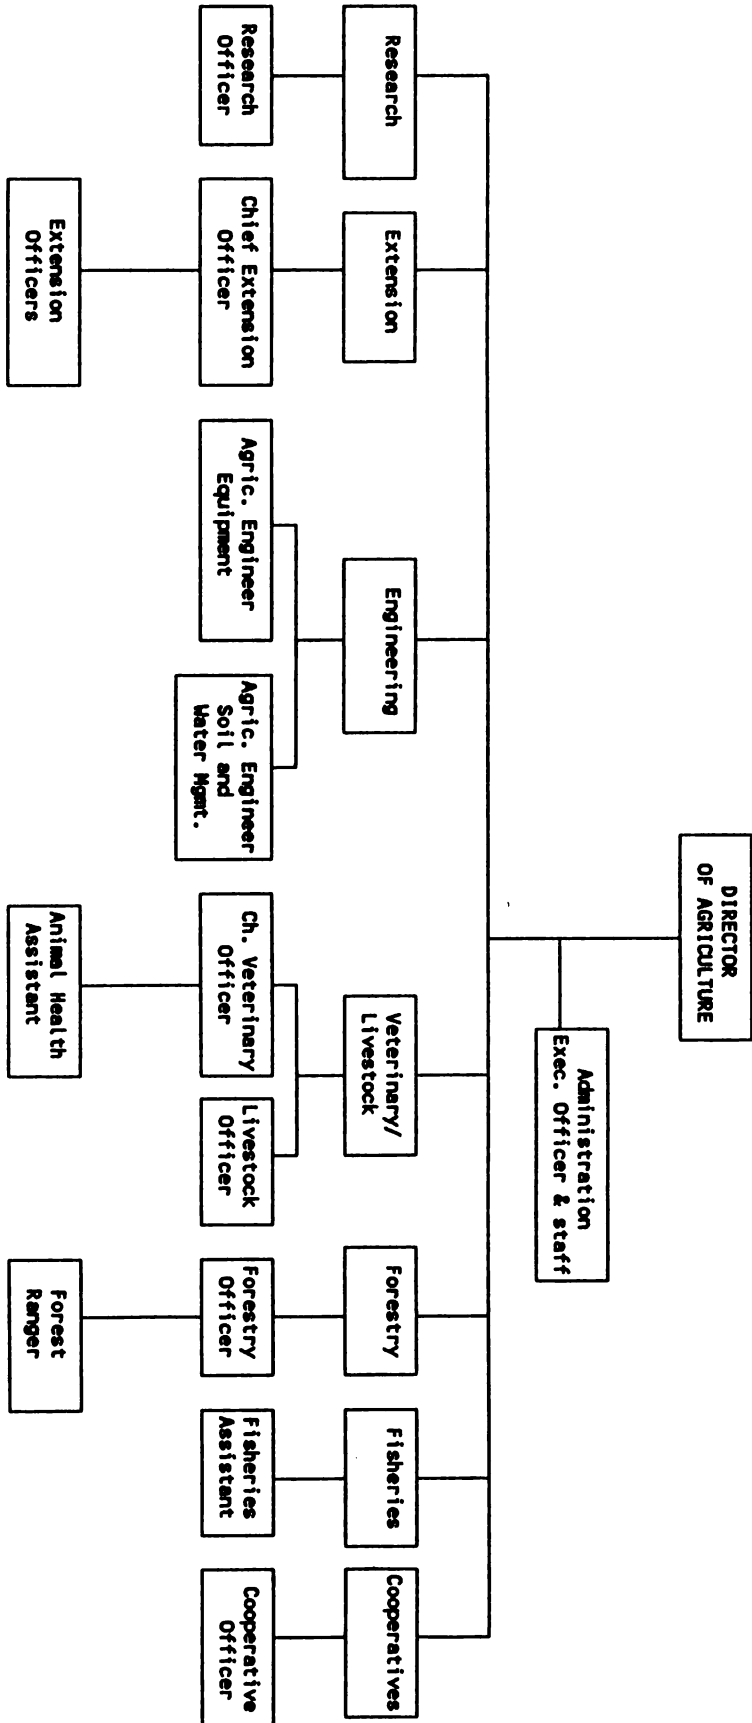 DIRECTOR
OF AGRICULTURE
Administration
Exec. Officer & staff
Research
Extension
Engineering
Veterinary/
Livestock
Forestry
Fisheries
Cooperatives
Research
Officer
Chief Extension
Officer
Agric. Engineer
Equipment
Agric. Engineer
Soil and
Water Mgmt.
Ch. Veterinary
Officer
Livestock
Officer
Forestry
Officer
Fisheries
Assistant
Cooperative
Officer
Extension
Officers
Animal Health
Assistant
Forest
Ranger